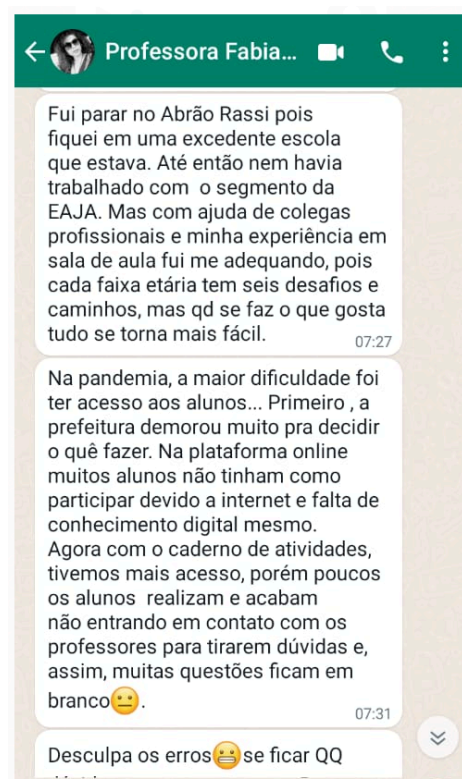 Professora Fabia...
Fui parar no Abrão Rassi pois
fiquei em uma excedente escola
que estava. Até então nem havia
trabalhado com o segmento da
EAJA. Mas com ajuda de colegas
profissionais e minha experiência em
sala de aula fui me adequando, pois
cada faixa etária tem seis desafios e
caminhos, mas qd se faz o que gosta
tudo se torna mais fácil.
07:27
Na pandemia, a maior dificuldade foi
ter acesso aos alunos... Primeiro , a
prefeitura demorou muito pra decidir
o quê fazer. Na plataforma online
muitos alunos não tinham como
participar devido a internet e falta de
conhecimento digital mesmo.
Agora com o caderno de atividades,
tivemos mais acesso, porém poucos
os alunos realizam e acabam
não entrando em contato com os
professores para tirarem dúvidas e,
assim, muitas questões ficam em
branco😐.
07:31
Desculpa os erros😬se ficar QQ